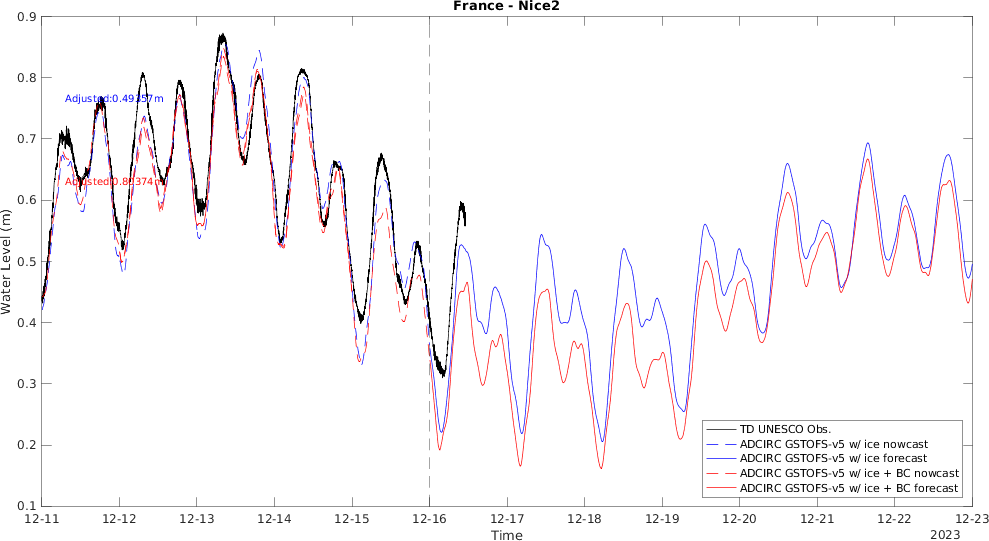 France - Nice2
0.9
0.8
0.7
0.6
0.5
0.4
0.3
0.2
0.1
Water Level (m)
Adjusted:0.49357m
TD UNESCO Obs.
ADCIRC GSTOFS-v5 w/ ice nowcast
ADCIRC GSTOFS-v5 w/ ice forecast
ADCIRC GSTOFS-v5 w/ ice + BC nowcast
ADCIRC GSTOFS-v5 w/ ice + BC forecast
12-11 12-12 12-13 12-14 12-15 12-16 12-17 12-18 12-19 12-20 12-21 12-22 12-23
Time
2023